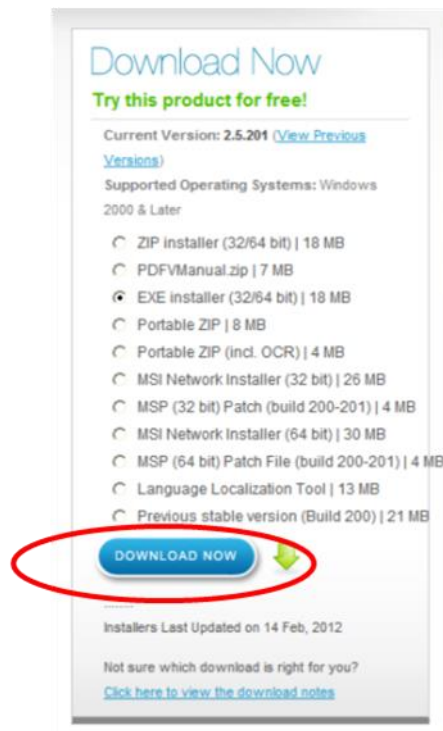 Download Now
Try this product for free!
Current Version: 2.5.201 (View Previous
Versions)
Supported Operating Systems: Windows
2000 & Later
ZIP installer (32/64 bit) | 18 MB
PDFVManual.zip | 7 MB
EXE installer (32/64 bit) | 18 MB
Portable ZIP | 8 MB
Portable ZIP (incl. OCR) | 4 MB
MSI Network Installer (32 bit) | 26 MB
MSP (32 bit) Patch (build 200-201) | 4 MB
MSI Network Installer (64 bit) | 30 MB
MSP (64 bit) Patch File (build 200-201) | 4 MB
Language Localization Tool | 13 MB
Previous stable version (Build 200) | 21 MB
DOWNLOAD NOW
Installers Last Updated on 14 Feb, 2012
Not sure which download is right for you?
Click here to view the download notes